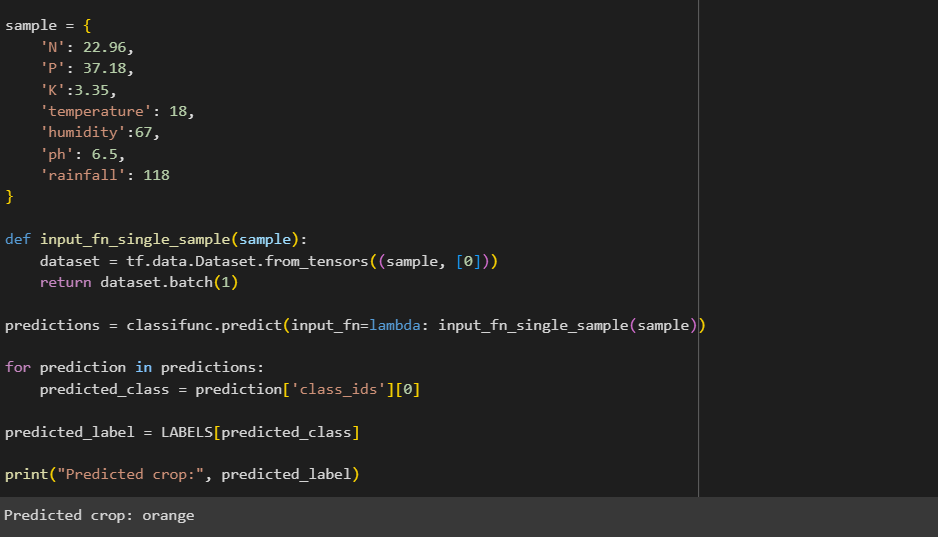 sample = {
    'N': 22.96,
    'P': 37.18,
    'K':3.35,
    'temperature': 18,
    'humidity':67,
    'ph': 6.5,
    'rainfall': 118
}
def input_fn_single_sample(sample):
    dataset = tf.data.Dataset.from_tensors((sample, [0]))
    return dataset.batch(1)
predictions = classifunc.predict(input_fn=lambda: input_fn_single_sample(sample))
for prediction in predictions:
    predicted_class = prediction['class_ids'][0]
predicted_label = LABELS[predicted_class]
print("Predicted crop:", predicted_label)
Predicted crop: orange